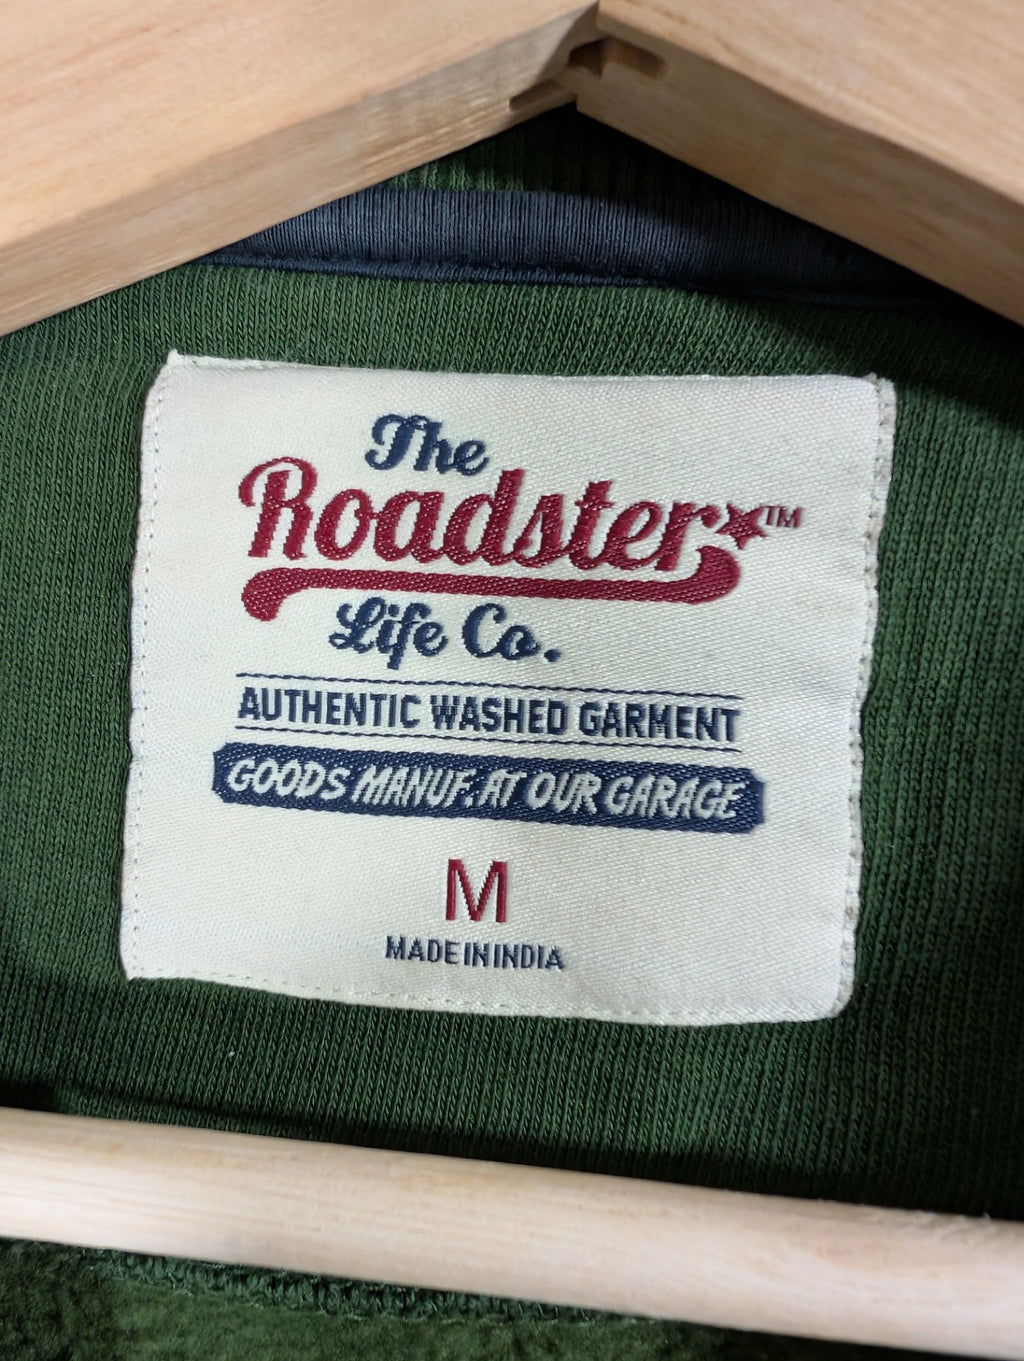 The
Roadster™
Life Co.
AUTHENTIC WASHED GARMENT
GOODS MANUF. AT OUR GARAGE
M
MADE IN INDIA